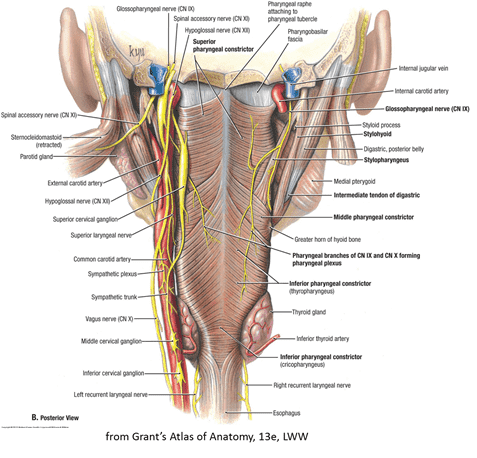 Glossopharyngeal nerve (CN IX)
Spinal accessory nerve (CN XI)
Hypoglossal nerve (CN XII)
Superior
pharyngeal constrictor
Pharyngeal raphe
attaching to
pharyngeal tubercle
Pharyngobasilar
fascia
Internal jugular vein
Internal carotid artery
Glossopharyngeal nerve (CN IX)
Styloid process
Stylohyoid
Digastric, posterior belly
Stylopharyngeus
Medial pterygoid
Intermediate tendon of digastric
Middle pharyngeal constrictor
Greater horn of hyoid bone
Pharyngeal branches of CN IX and CN X forming
pharyngeal plexus
Inferior pharyngeal constrictor
(thyropharyngeus)
Thyroid gland
Inferior thyroid artery
Inferior pharyngeal constrictor
(cricopharyngeus)
Right recurrent laryngeal nerve
Esophagus
Spinal accessory nerve (CN XI)
Sternocleidomastoid
(retracted)
Parotid gland
External carotid artery
Hypoglossal nerve (CN XII)
Superior cervical ganglion
Superior laryngeal nerve
Common carotid artery
Sympathetic plexus
Sympathetic trunk
Vagus nerve (CN X)
Middle cervical ganglion
Inferior cervical ganglion
Left recurrent laryngeal nerve
B. Posterior View
from Grant's Atlas of Anatomy, 13e, LWW